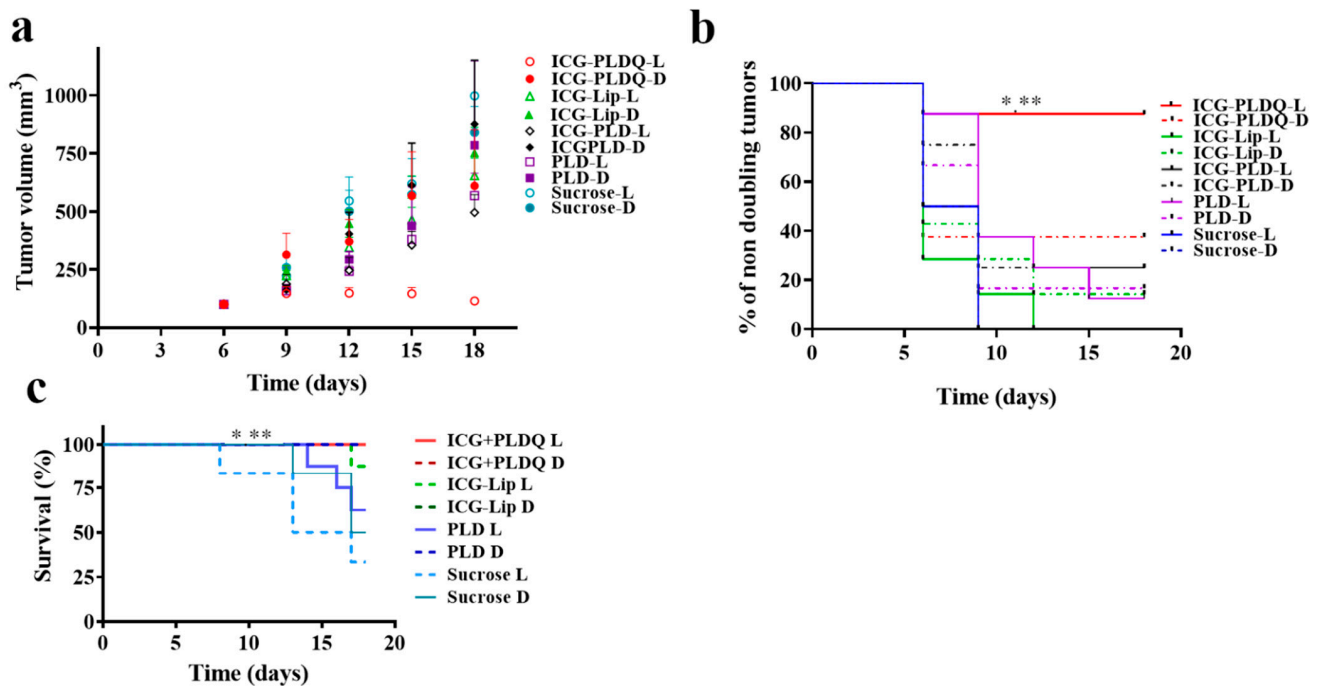 a
Tumor volume (mm3)
1000
750
500
250
0
0 3 6 9 12 15 18
Time (days)
ICG-PLDQ-L
ICG-PLDQ-D
ICG-Lip-L
ICG-Lip-D
ICG-PLD-L
ICGPLD-D
PLD-L
PLD-D
Sucrose-L
Sucrose-D
b
% of non doubling tumors
100
80
60
40
20
0
0 5 10 15 20
Time (days)
* **
ICG-PLDQ-L
ICG-PLDQ-D
ICG-Lip-L
ICG-Lip-D
ICG-PLD-L
ICG-PLD-D
PLD-L
PLD-D
Sucrose-L
Sucrose-D
c
Survival (%)
100
75
50
25
0
0 5 10 15 20
Time (days)
* **
ICG+PLDQ L
ICG+PLDQ D
ICG-Lip L
ICG-Lip D
PLD L
PLD D
Sucrose L
Sucrose D